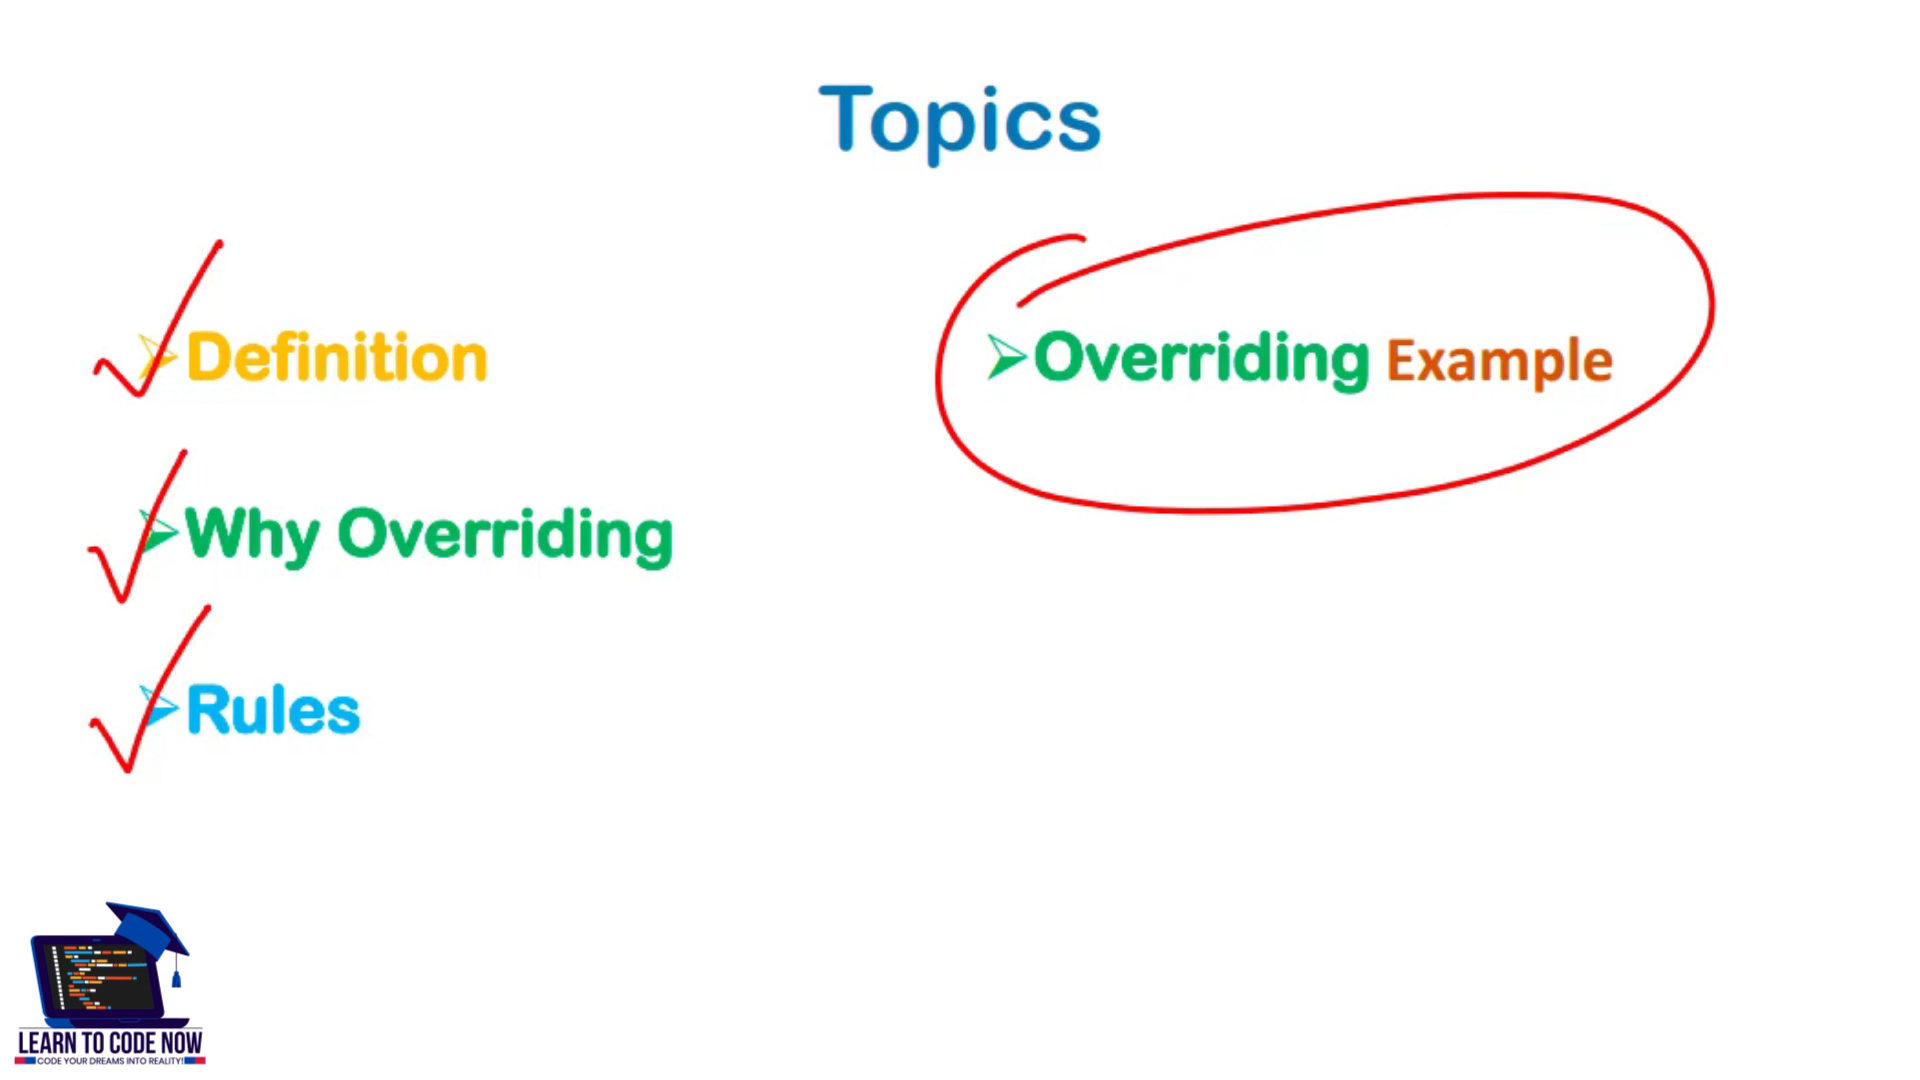 Topics
Definition
Why Overriding
Rules
Overriding Example
LEARN TO CODE NOW
CODE YOUR DREAMS INTO REALITY!